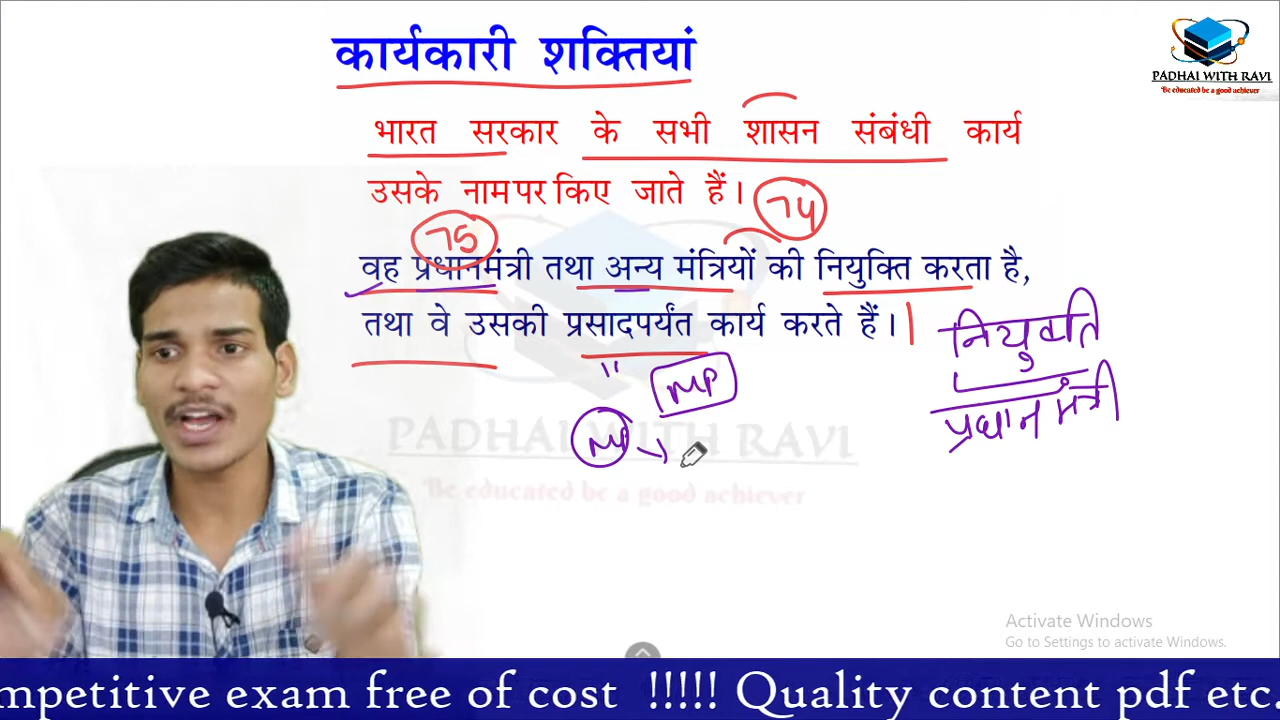 कार्यकारी शक्तियां
PADHAI WITH RAVI
Be educated be a good achiever
भारत सरकार के सभी शासन संबंधी कार्य
उसके नाम पर किए जाते हैं।
74
75
वह प्रधानमंत्री तथा अन्य मंत्रियों की नियुक्ति करता है,
तथा वे उसकी प्रसादपर्यंत कार्य करते हैं।
नियुक्ति
प्रधान मंत्री
MP
PADHAI WITH RAVI
Be educated be a good achiever
Activate Windows
Go to Settings to activate Windows.
mpetitive exam free of cost !!!!! Quality content pdf etc.